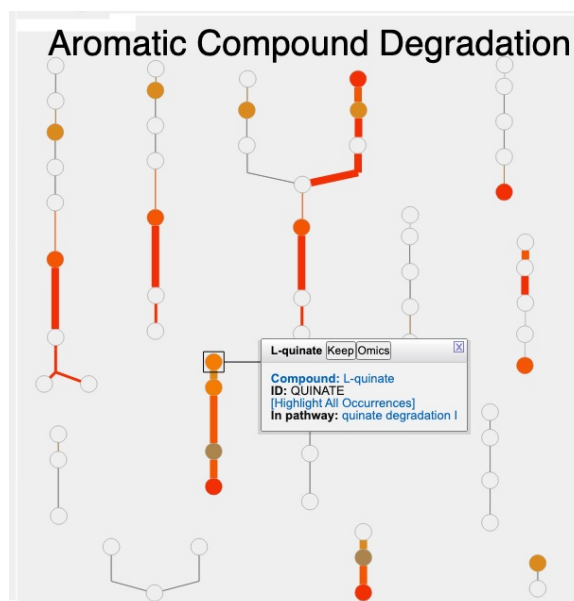 Aromatic Compound Degradation
L-quinate Keep Omics X
Compound: L-quinate
ID: QUINATE
[Highlight All Occurrences]
In pathway: quinate degradation I